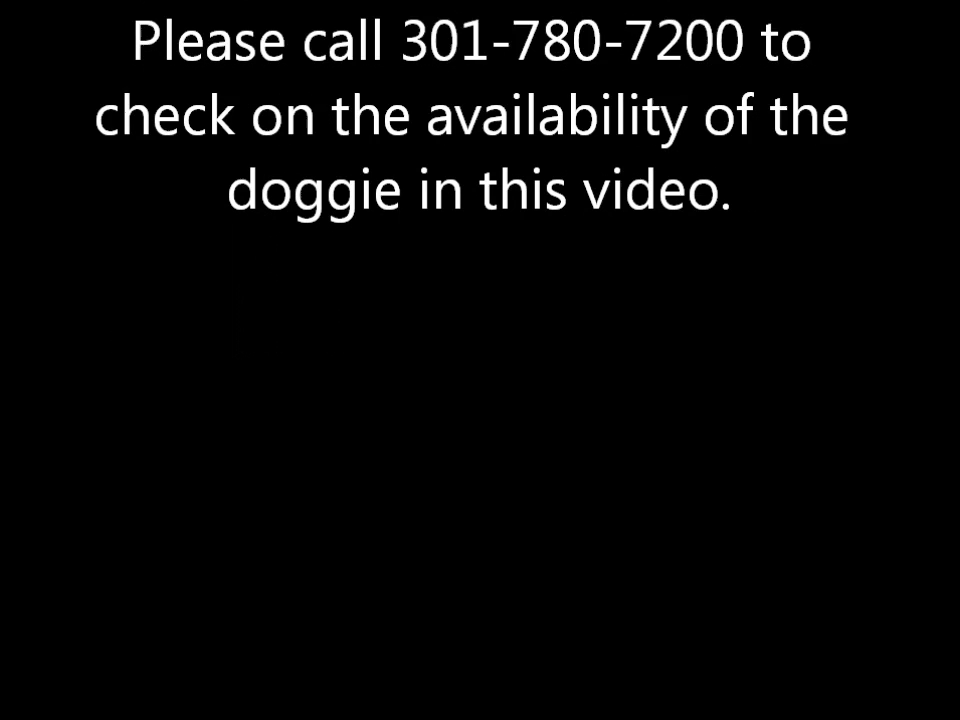 Please call 301-780-7200 to
check on the availability of the
doggie in this video.